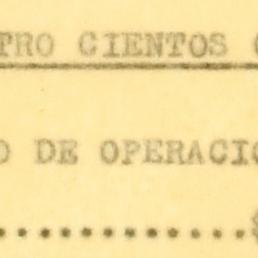 TRO CIENTOS
O DE OPERACIO
....................